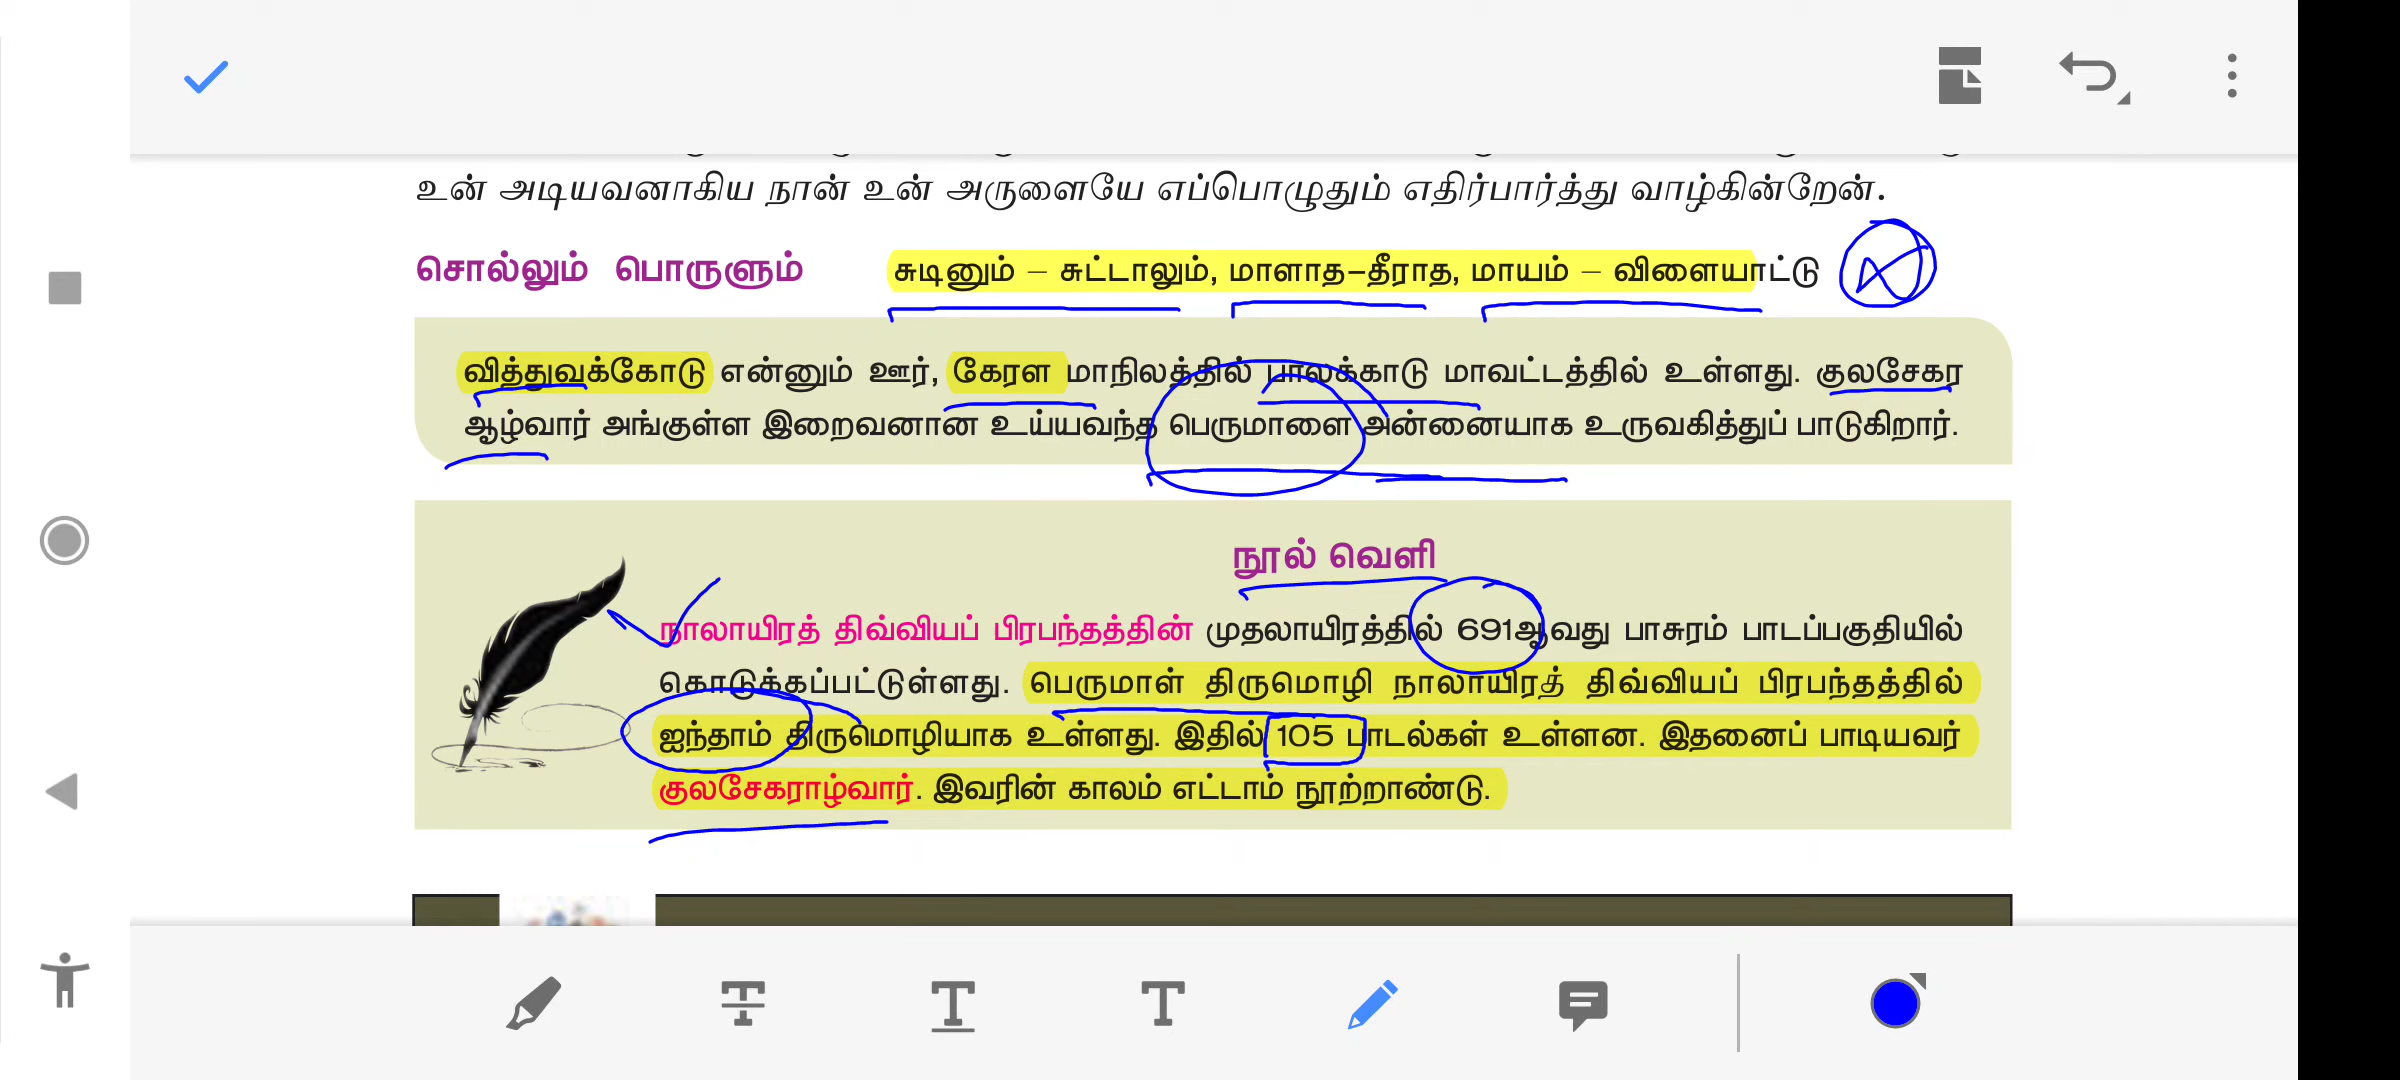 உன் அடியவனாகிய நான் உன் அருளையே எப்பொழுதும் எதிர்பார்த்து வாழ்கின்றேன்.
சொல்லும் பொருளும் சுடினும் – சுட்டாலும், மாளாத–தீராத, மாயம் – விளையாட்டு
வித்துவக்கோடு என்னும் ஊர், கேரள மாநிலத்தில் பாலக்காடு மாவட்டத்தில் உள்ளது. குலசேகர
ஆழ்வார் அங்குள்ள இறைவனான உய்யவந்த பெருமாளை அன்னையாக உருவகித்துப் பாடுகிறார்.
நூல் வெளி
நாலாயிரத் திவ்வியப் பிரபந்தத்தின் முதலாயிரத்தில் 691ஆவது பாசுரம் பாடப்பகுதியில்
கொடுக்கப்பட்டுள்ளது. பெருமாள் திருமொழி நாலாயிரத் திவ்வியப் பிரபந்தத்தில்
ஐந்தாம் திருமொழியாக உள்ளது. இதில் 105 பாடல்கள் உள்ளன. இதனைப் பாடியவர்
குலசேகராழ்வார். இவரின் காலம் எட்டாம் நூற்றாண்டு.